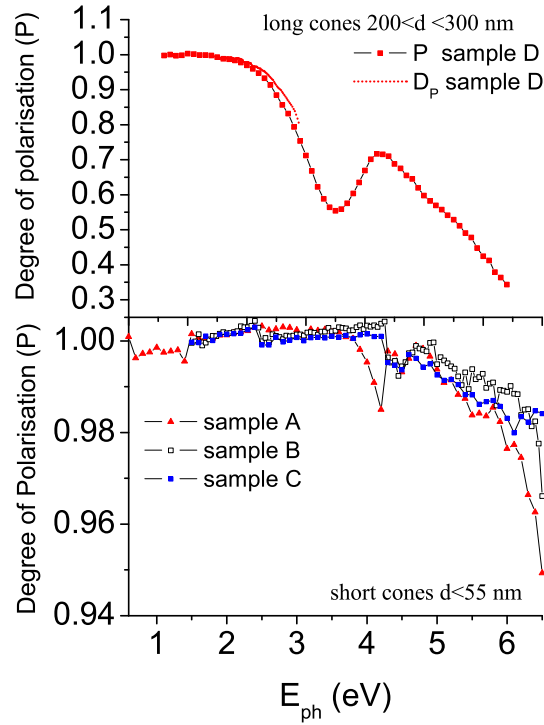 long cones 200<d <300 nm
P sample D
D_P sample D
Degree of polarisation (P)
1.1
1.0
0.9
0.8
0.7
0.6
0.5
0.4
0.3
Degree of Polarisation (P)
1.00
0.98
0.96
0.94
sample A
sample B
sample C
short cones d<55 nm
1 2 3 4 5 6
E_ph (eV)